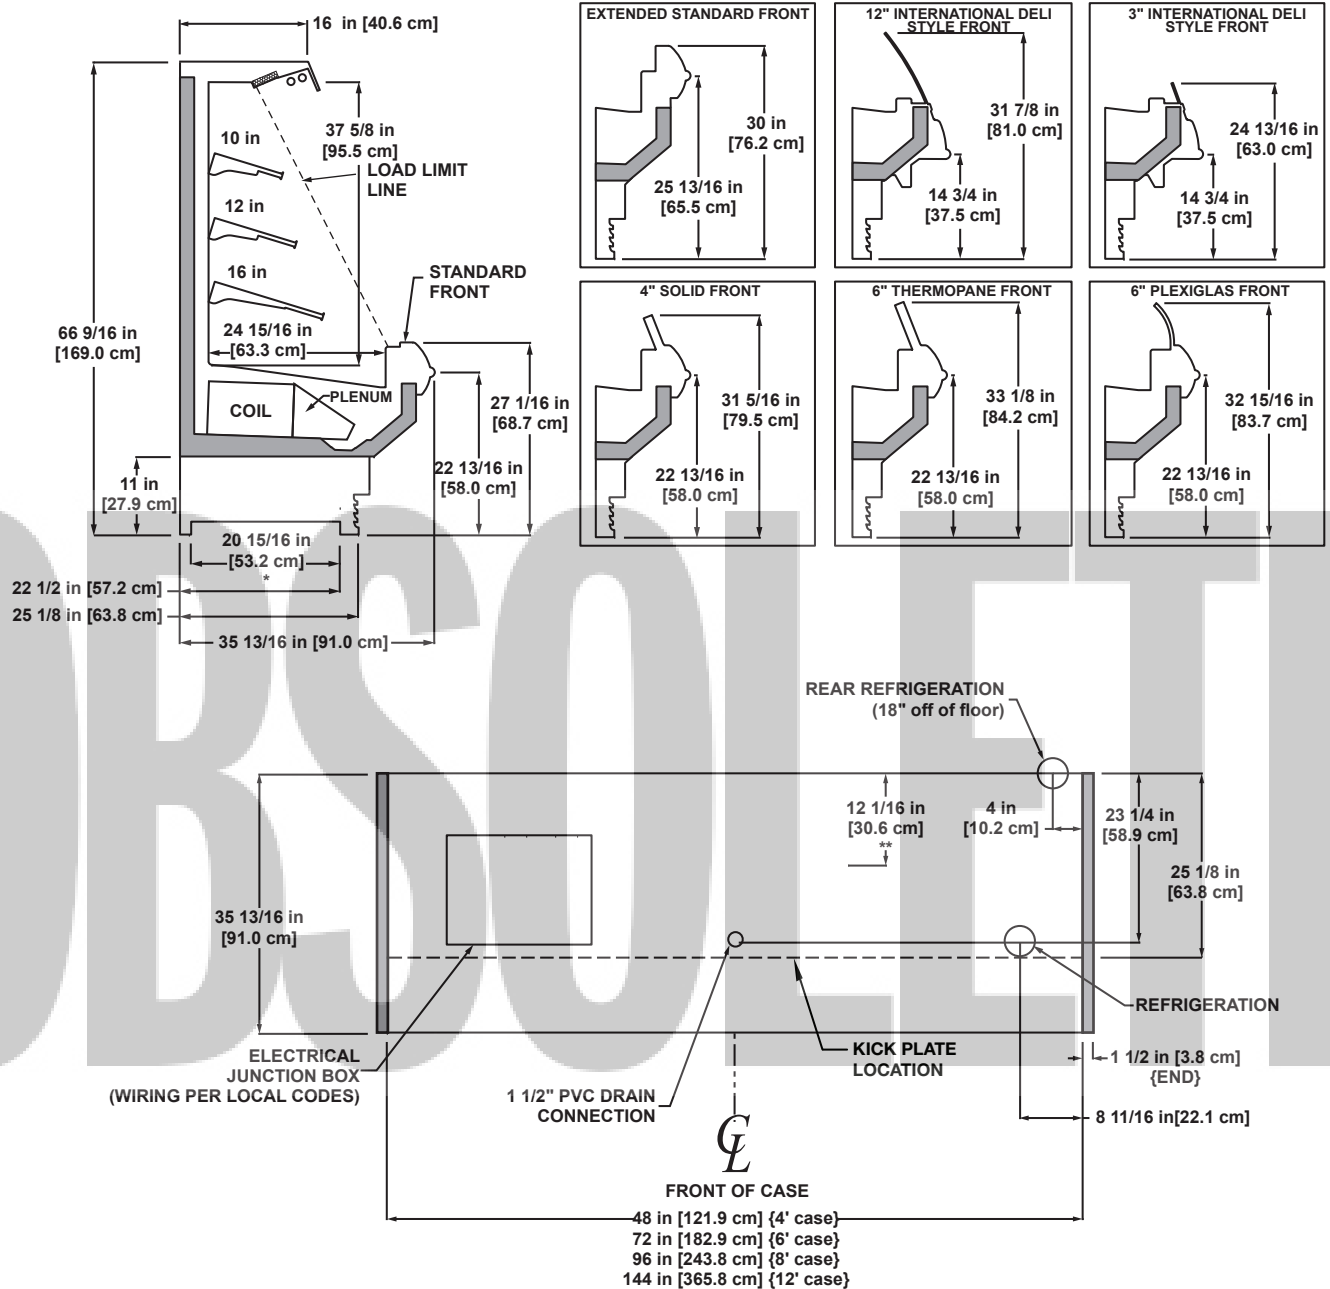 16 in [40.6 cm]
10 in
37 5/8 in
[95.5 cm]
LOAD LIMIT
LINE
12 in
16 in
STANDARD
FRONT
66 9/16 in
[169.0 cm]
24 15/16 in
[63.3 cm]
COIL
PLENUM
27 1/16 in
[68.7 cm]
22 13/16 in
[58.0 cm]
11 in
[27.9 cm]
20 15/16 in
[53.2 cm]
*
22 1/2 in [57.2 cm]
25 1/8 in [63.8 cm]
35 13/16 in [91.0 cm]
EXTENDED STANDARD FRONT
30 in
[76.2 cm]
25 13/16 in
[65.5 cm]
12" INTERNATIONAL DELI
STYLE FRONT
31 7/8 in
[81.0 cm]
14 3/4 in
[37.5 cm]
3" INTERNATIONAL DELI
STYLE FRONT
24 13/16 in
[63.0 cm]
14 3/4 in
[37.5 cm]
4" SOLID FRONT
31 5/16 in
[79.5 cm]
22 13/16 in
[58.0 cm]
6" THERMOPANE FRONT
33 1/8 in
[84.2 cm]
22 13/16 in
[58.0 cm]
6" PLEXIGLAS FRONT
32 15/16 in
[83.7 cm]
22 13/16 in
[58.0 cm]
OBSOLETE
REAR REFRIGERATION
(18" off of floor)
12 1/16 in
[30.6 cm]
**
4 in
[10.2 cm]
23 1/4 in
[58.9 cm]
25 1/8 in
[63.8 cm]
35 13/16 in
[91.0 cm]
REFRIGERATION
ELECTRICAL
JUNCTION BOX
(WIRING PER LOCAL CODES)
1 1/2" PVC DRAIN
CONNECTION
KICK PLATE
LOCATION
1 1/2 in [3.8 cm]
{END}
8 11/16 in[22.1 cm]
CL
FRONT OF CASE
48 in [121.9 cm] {4' case}
72 in [182.9 cm] {6' case}
96 in [243.8 cm] {8' case}
144 in [365.8 cm] {12' case}